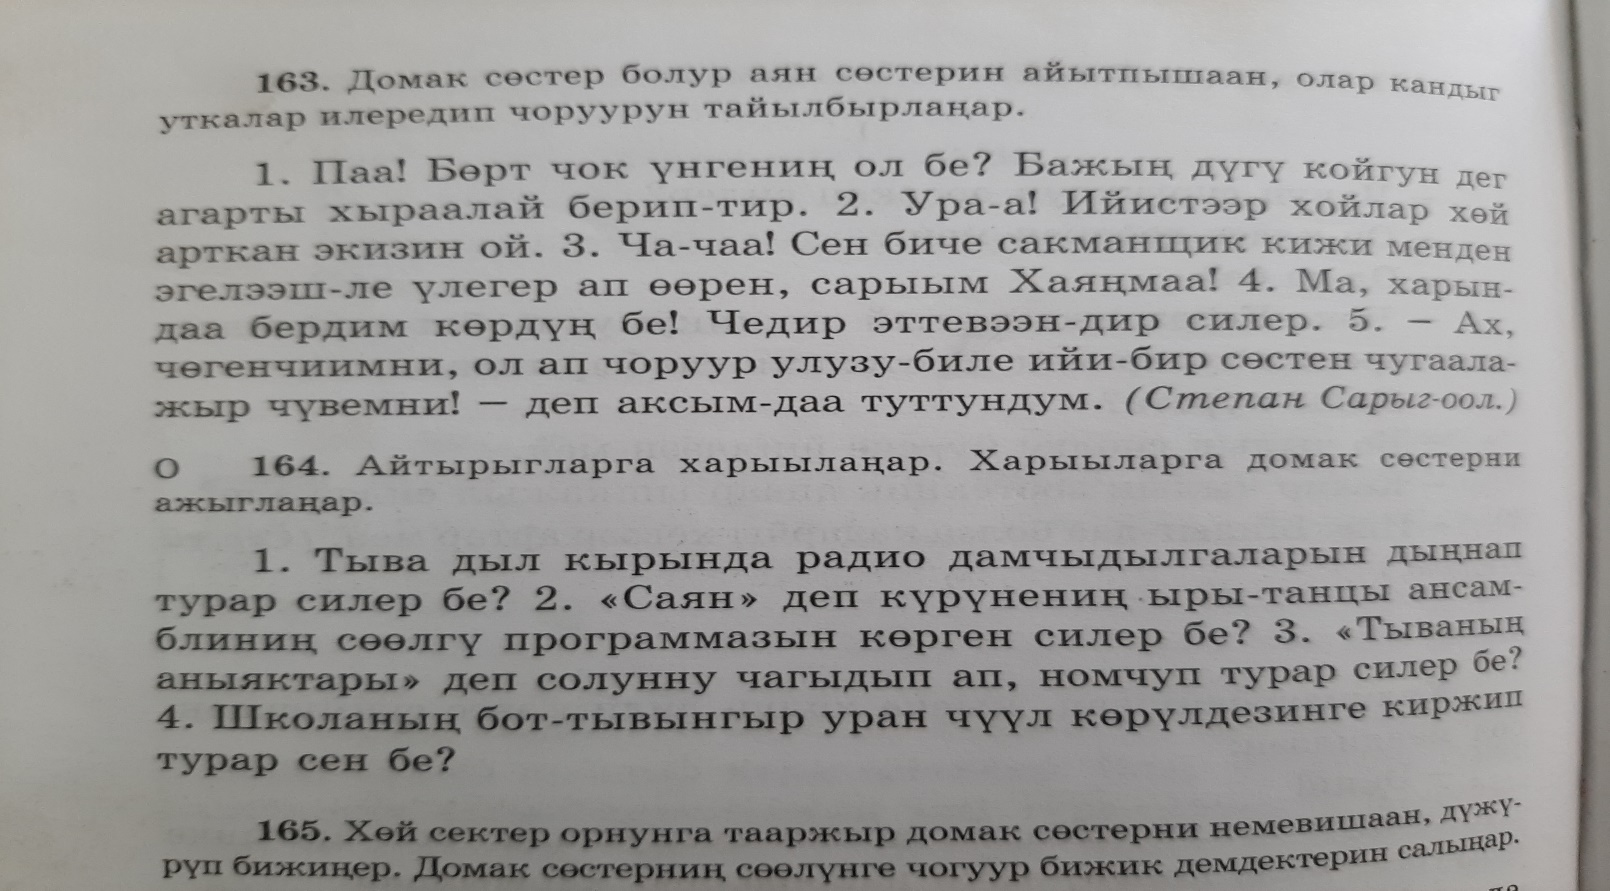 163. Домак сөстер болур аян сөстерин айытпышаан, олар кандыг
уткалар илередип чоруурун тайылбырлаңар.
1. Паа! Бөрт чок үнгениң ол бе? Бажың дүгү койгун дег
агарты хыраалай берип-тир. 2. Ура-а! Ийистээр хойлар хөй
арткан экизин ой. 3. Ча-чаа! Сен биче сакманщик кижи менден
эгелээш-ле үлегер ап өөрен, сарыым Хаяңмаа! 4. Ма, харын-
даа бердим көрдүң бе! Чедир эттевээн-дир силер. 5. — Ах,
чөгенчиимни, ол ап чоруур улузу-биле ийи-бир сөстен чугаала-
жыр чүвемни! — деп аксым-даа туттундум. (Степан Сарыг-оол.)
О 164. Айтырыгларга харыылаңар. Харыыларга домак сөстерни
ажыглаңар.
1. Тыва дыл кырында радио дамчыдылгаларын дыңнап
турар силер бе? 2. «Саян» деп күрүнениң ыры-танцы ансам-
блиниң сөөлгү программазын көрген силер бе? 3. «Тываның
аныяктары» деп солунну чагыдып ап, номчуп турар силер бе?
4. Школаның бот-тывынгыр уран чүүл көрүлдезинге киржип
турар сен бе?
165. Хөй сектер орнунга таaржыр домак сөстерни немевишаан, дүжү-
рүп бижиңер. Домак сөстерниң сөөлүнге чогуур бижик демдектерин салыңар.